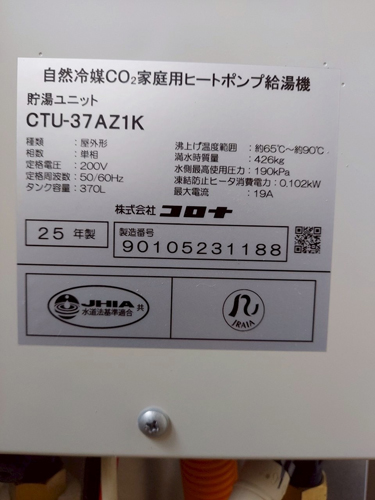 自然冷媒CO₂家庭用ヒートポンプ給湯機
貯湯ユニット
CTU-37AZ1K
種類 : 屋外形
相数 : 単相
定格電圧 : 200V
定格周波数 : 50/60Hz
タンク容量 : 370L
沸上げ温度範囲 : 約65℃~約90℃
満水時質量 : 426kg
水側最高使用圧力 : 190kPa
凍結防止ヒータ消費電力 : 0.102kW
最大電流 : 19A
株式会社 コロナ
25 年製
製造番号
90105231188
JHIA 共
水道法基準適合
JRAIA